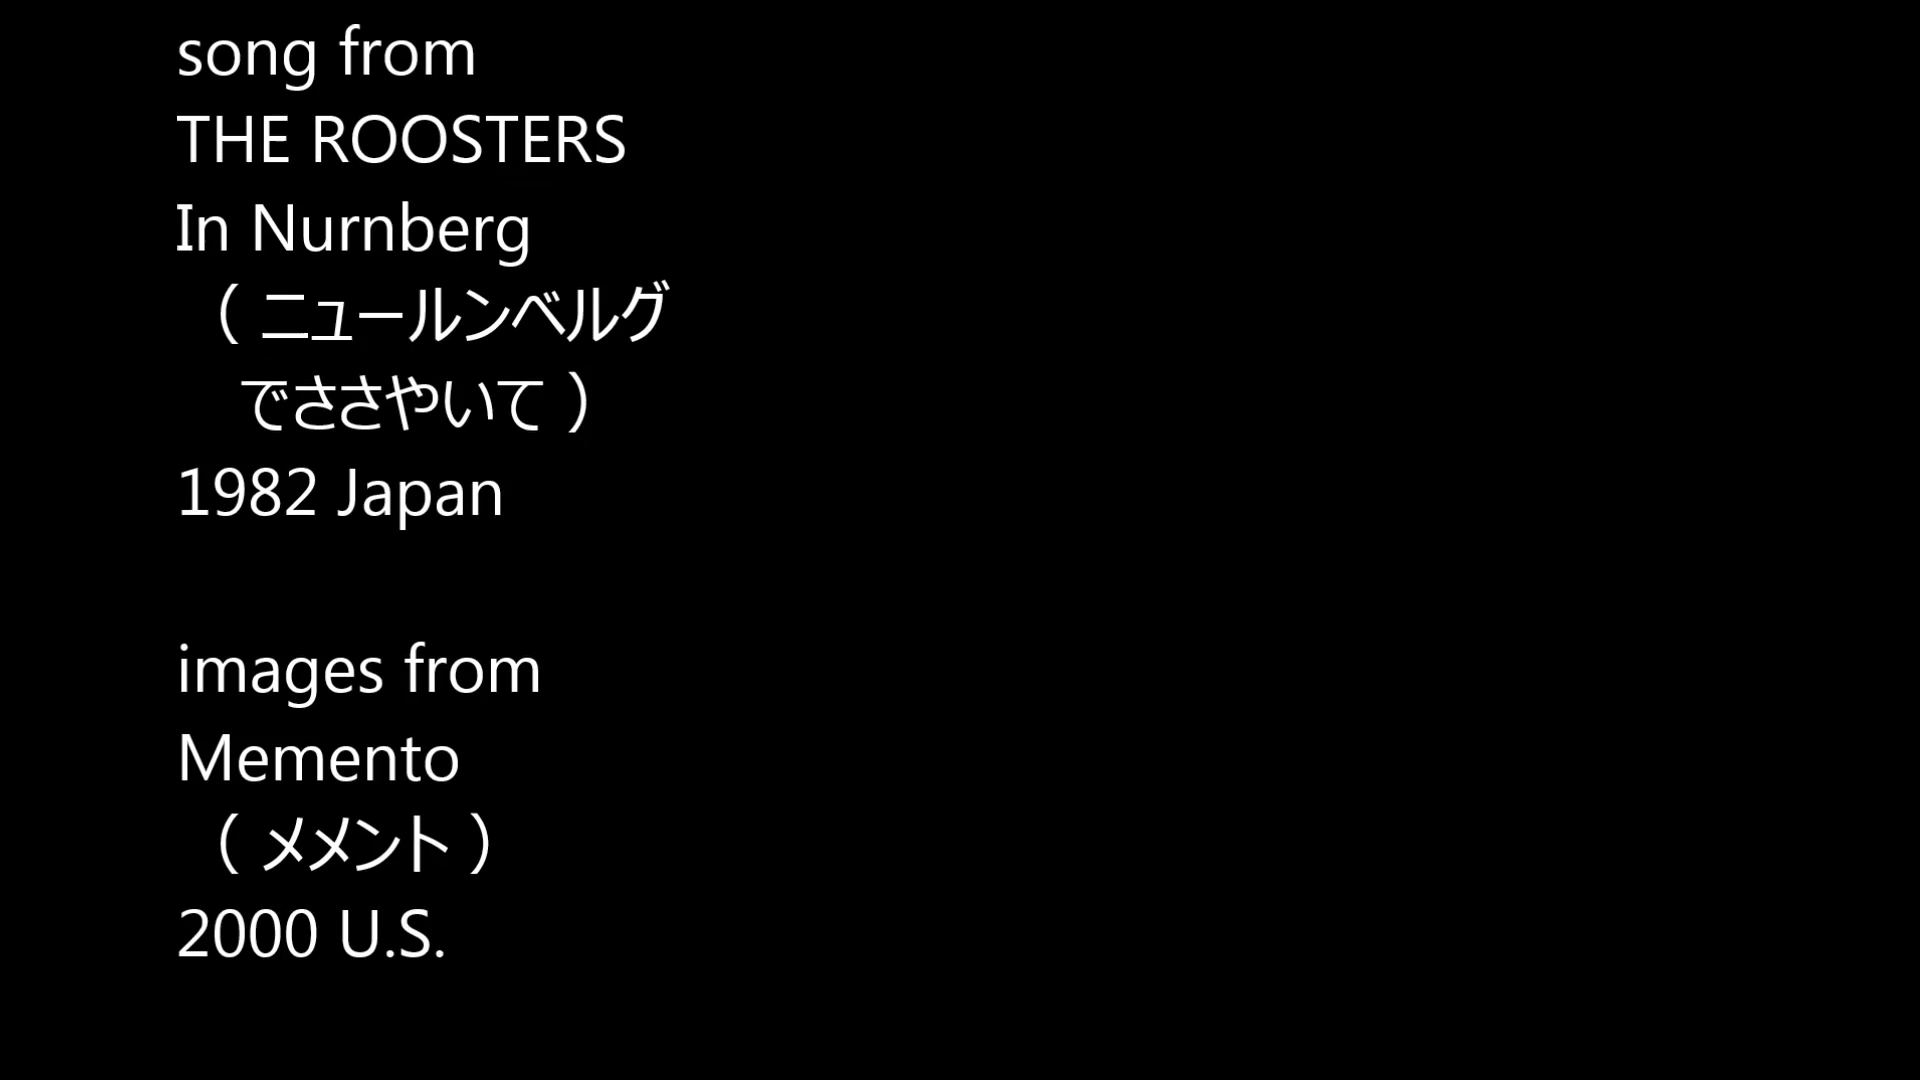 song from
THE ROOSTERS
In Nurnberg
（ ニュールンベルグ
でささやいて ）
1982 Japan
images from
Memento
（ メメント ）
2000 U.S.